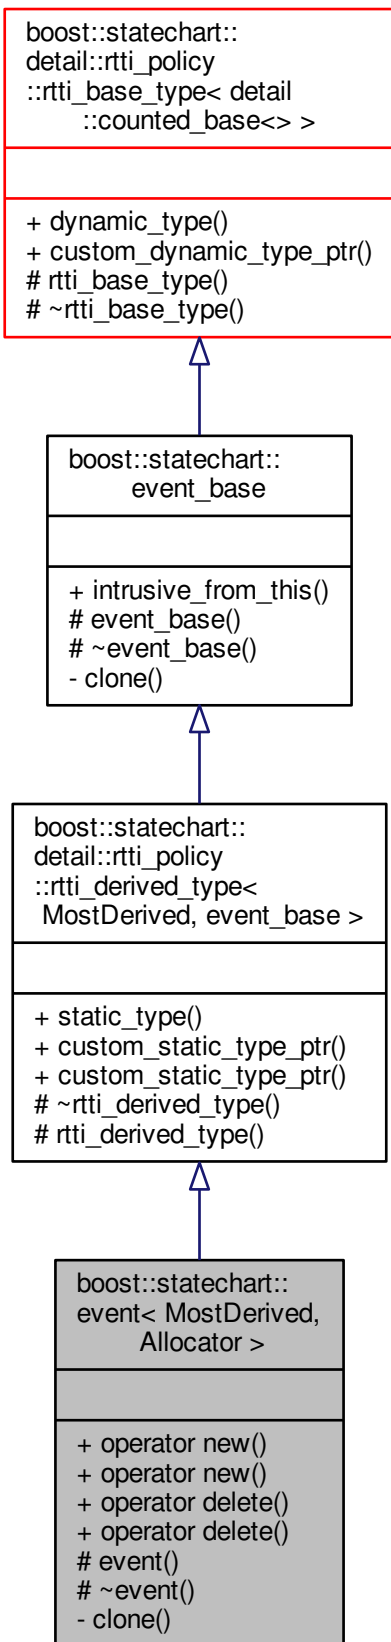 boost::statechart::
detail::rtti_policy
::rtti_base_type< detail
::counted_base<> >
+ dynamic_type()
+ custom_dynamic_type_ptr()
# rtti_base_type()
# ~rtti_base_type()
boost::statechart::
event_base
+ intrusive_from_this()
# event_base()
# ~event_base()
- clone()
boost::statechart::
detail::rtti_policy
::rtti_derived_type<
MostDerived, event_base >
+ static_type()
+ custom_static_type_ptr()
+ custom_static_type_ptr()
# ~rtti_derived_type()
# rtti_derived_type()
boost::statechart::
event< MostDerived,
Allocator >
+ operator new()
+ operator new()
+ operator delete()
+ operator delete()
# event()
# ~event()
- clone()